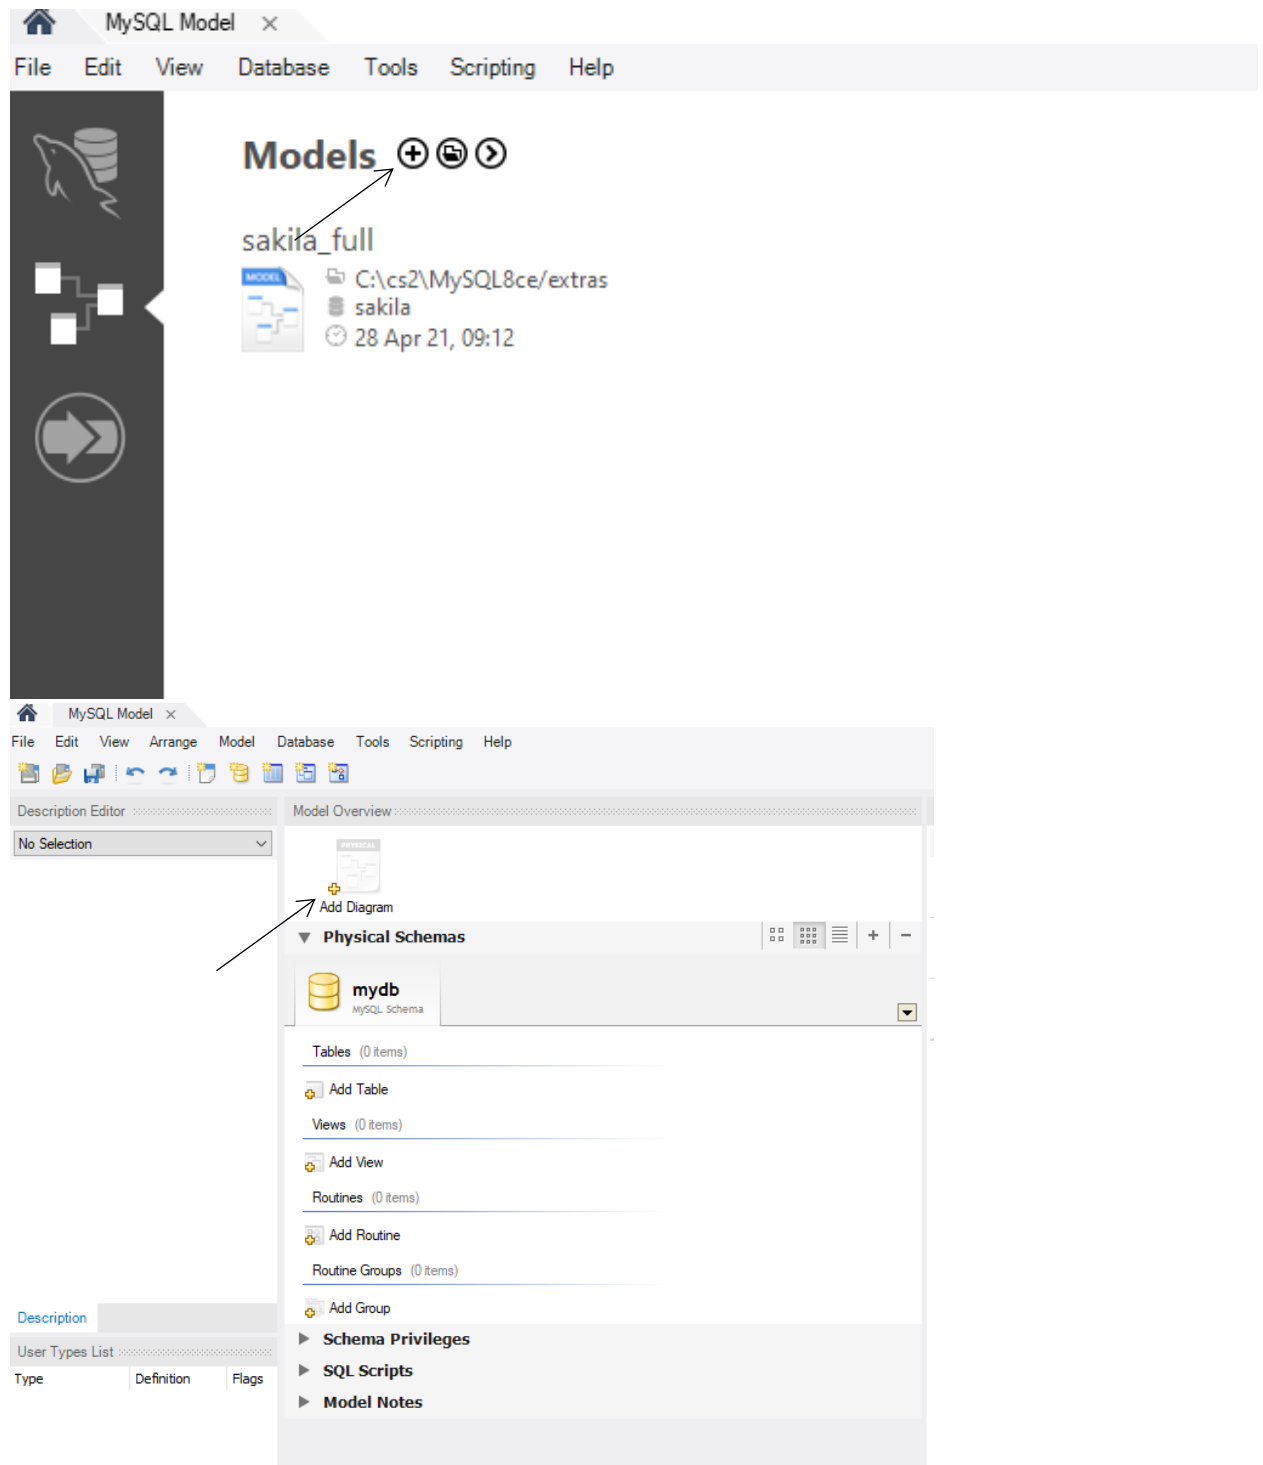 MySQL Model ×
File Edit View Database Tools Scripting Help
Models
sakila_full
MODEL
C:\cs2\MySQL8ce/extras
sakila
28 Apr 21, 09:12
MySQL Model ×
File Edit View Arrange Model Database Tools Scripting Help
Description Editor
Model Overview
No Selection
PHYSICAL
Add Diagram
Physical Schemas
mydb
MySQL Schema
Tables (0 items)
Add Table
Views (0 items)
Add View
Routines (0 items)
Add Routine
Routine Groups (0 items)
Add Group
Description
Schema Privileges
User Types List
SQL Scripts
Type Definition Flags
Model Notes